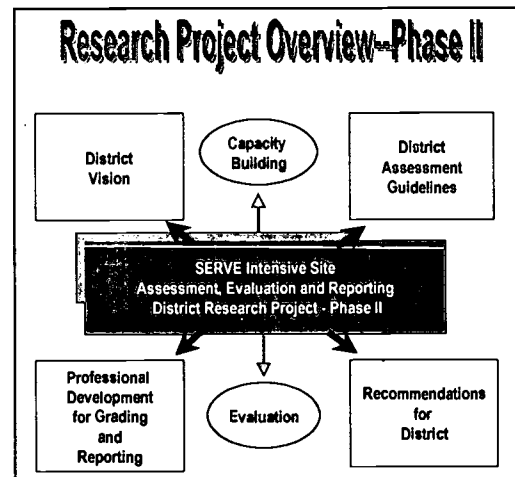 Research Project Overview--Phase II
District
Vision
Capacity
Building
District
Assessment
Guidelines
SERVE Intensive Site
Assessment, Evaluation and Reporting
District Research Project - Phase II
Professional
Development
for Grading
and
Reporting
Evaluation
Recommendations
for
District